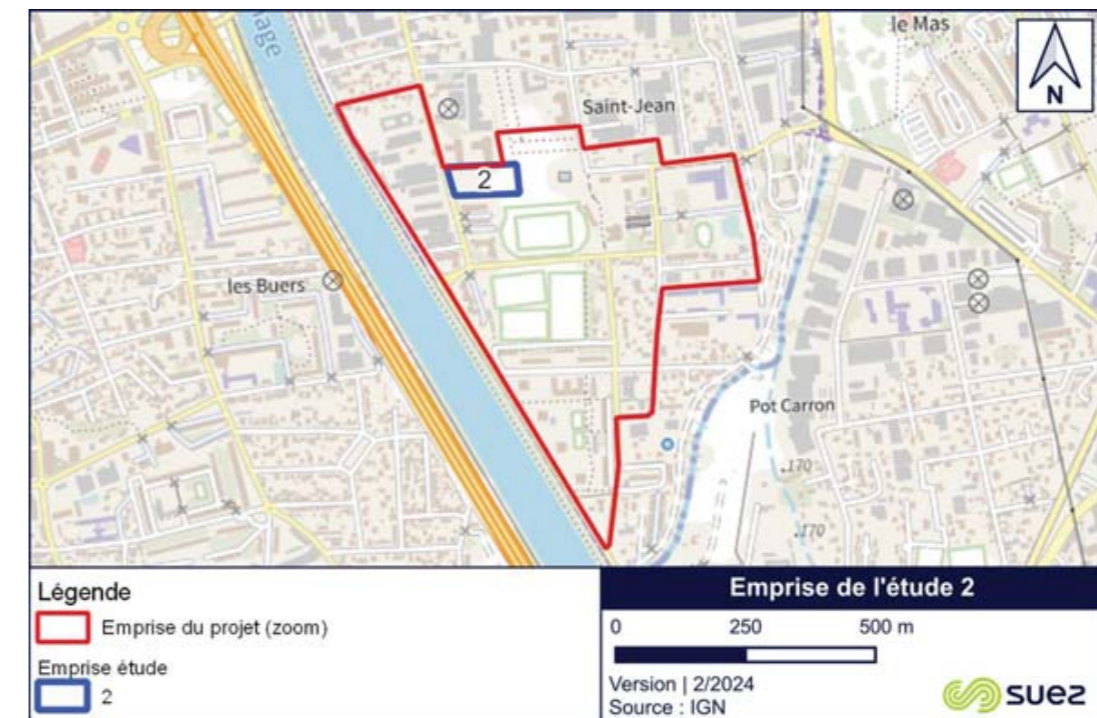 nage
le Mas
N
Saint-Jean
2
les Buers
Pot Carron
170
170
Légende
Emprise du projet (zoom)
Emprise étude
2
Emprise de l'étude 2
0 250 500 m
Version | 2/2024
Source : IGN
suez